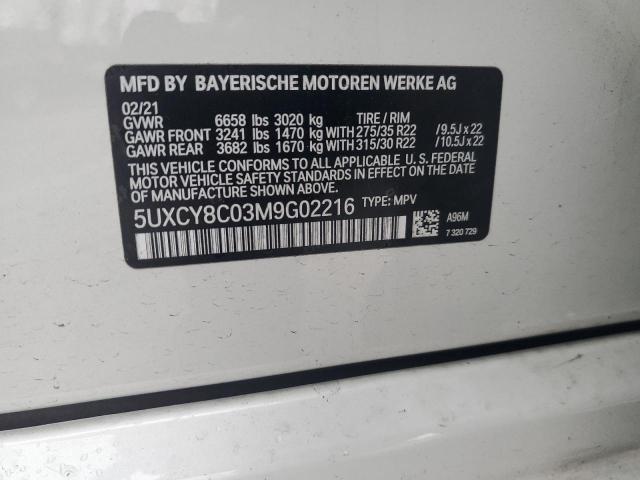 MFD BY BAYERISCHE MOTOREN WERKE AG
02/21
GVWR 6658 lbs 3020 kg TIRE / RIM
GAWR FRONT 3241 lbs 1470 kg WITH 275/35 R22 / 9.5J x 22
GAWR REAR 3682 lbs 1670 kg WITH 315/30 R22 / 10.5J x 22
THIS VEHICLE CONFORMS TO ALL APPLICABLE U. S. FEDERAL
MOTOR VEHICLE SAFETY STANDARDS IN EFFECT ON THE
DATE OF MANUFACTURE SHOWN ABOVE.
5UXCY8C03M9G02216 TYPE: MPV
A96M
7 320 729